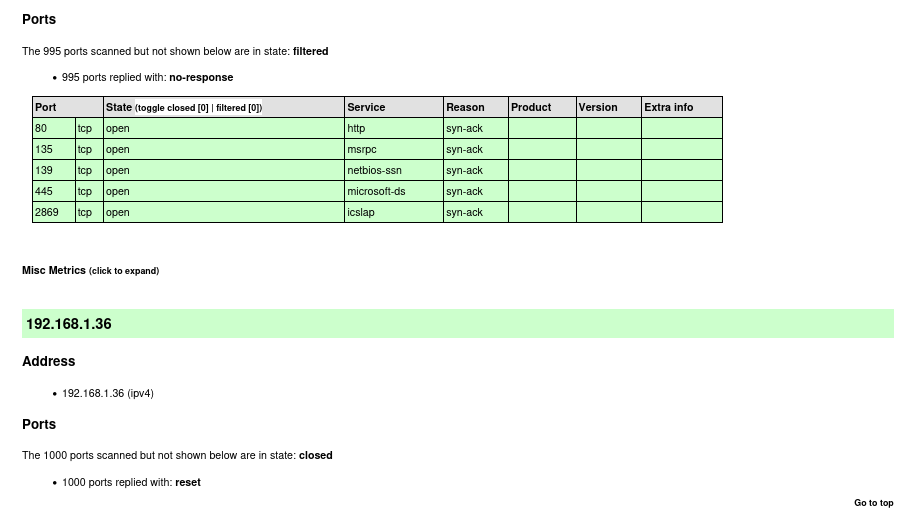 Ports
The 995 ports scanned but not shown below are in state: filtered
• 995 ports replied with: no-response
Port State (toggle closed [0] | filtered [0]) Service Reason Product Version Extra info
80 tcp open http syn-ack
135 tcp open msrpc syn-ack
139 tcp open netbios-ssn syn-ack
445 tcp open microsoft-ds syn-ack
2869 tcp open icslap syn-ack
Misc Metrics (click to expand)
192.168.1.36
Address
• 192.168.1.36 (ipv4)
Ports
The 1000 ports scanned but not shown below are in state: closed
• 1000 ports replied with: reset
Go to top